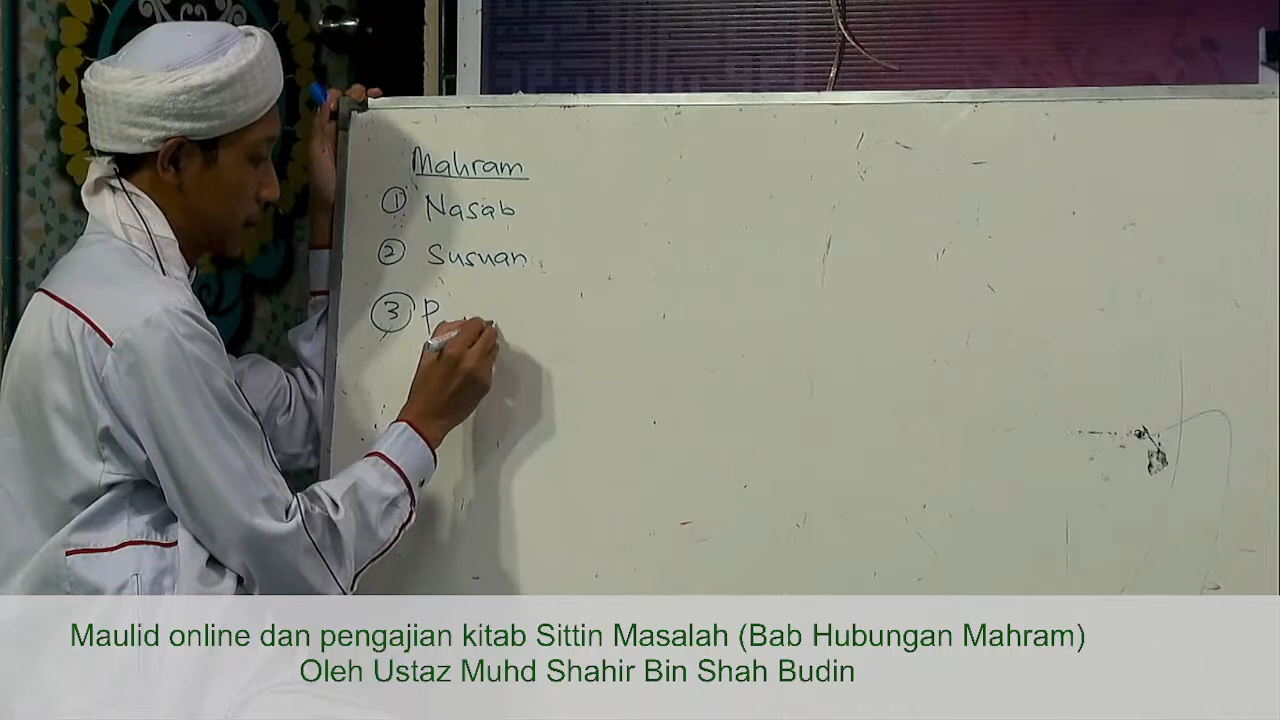 Mahram
① Nasab
② Susuan
③ P
Maulid online dan pengajian kitab Sittin Masalah (Bab Hubungan Mahram)
Oleh Ustaz Muhd Shahir Bin Shah Budin